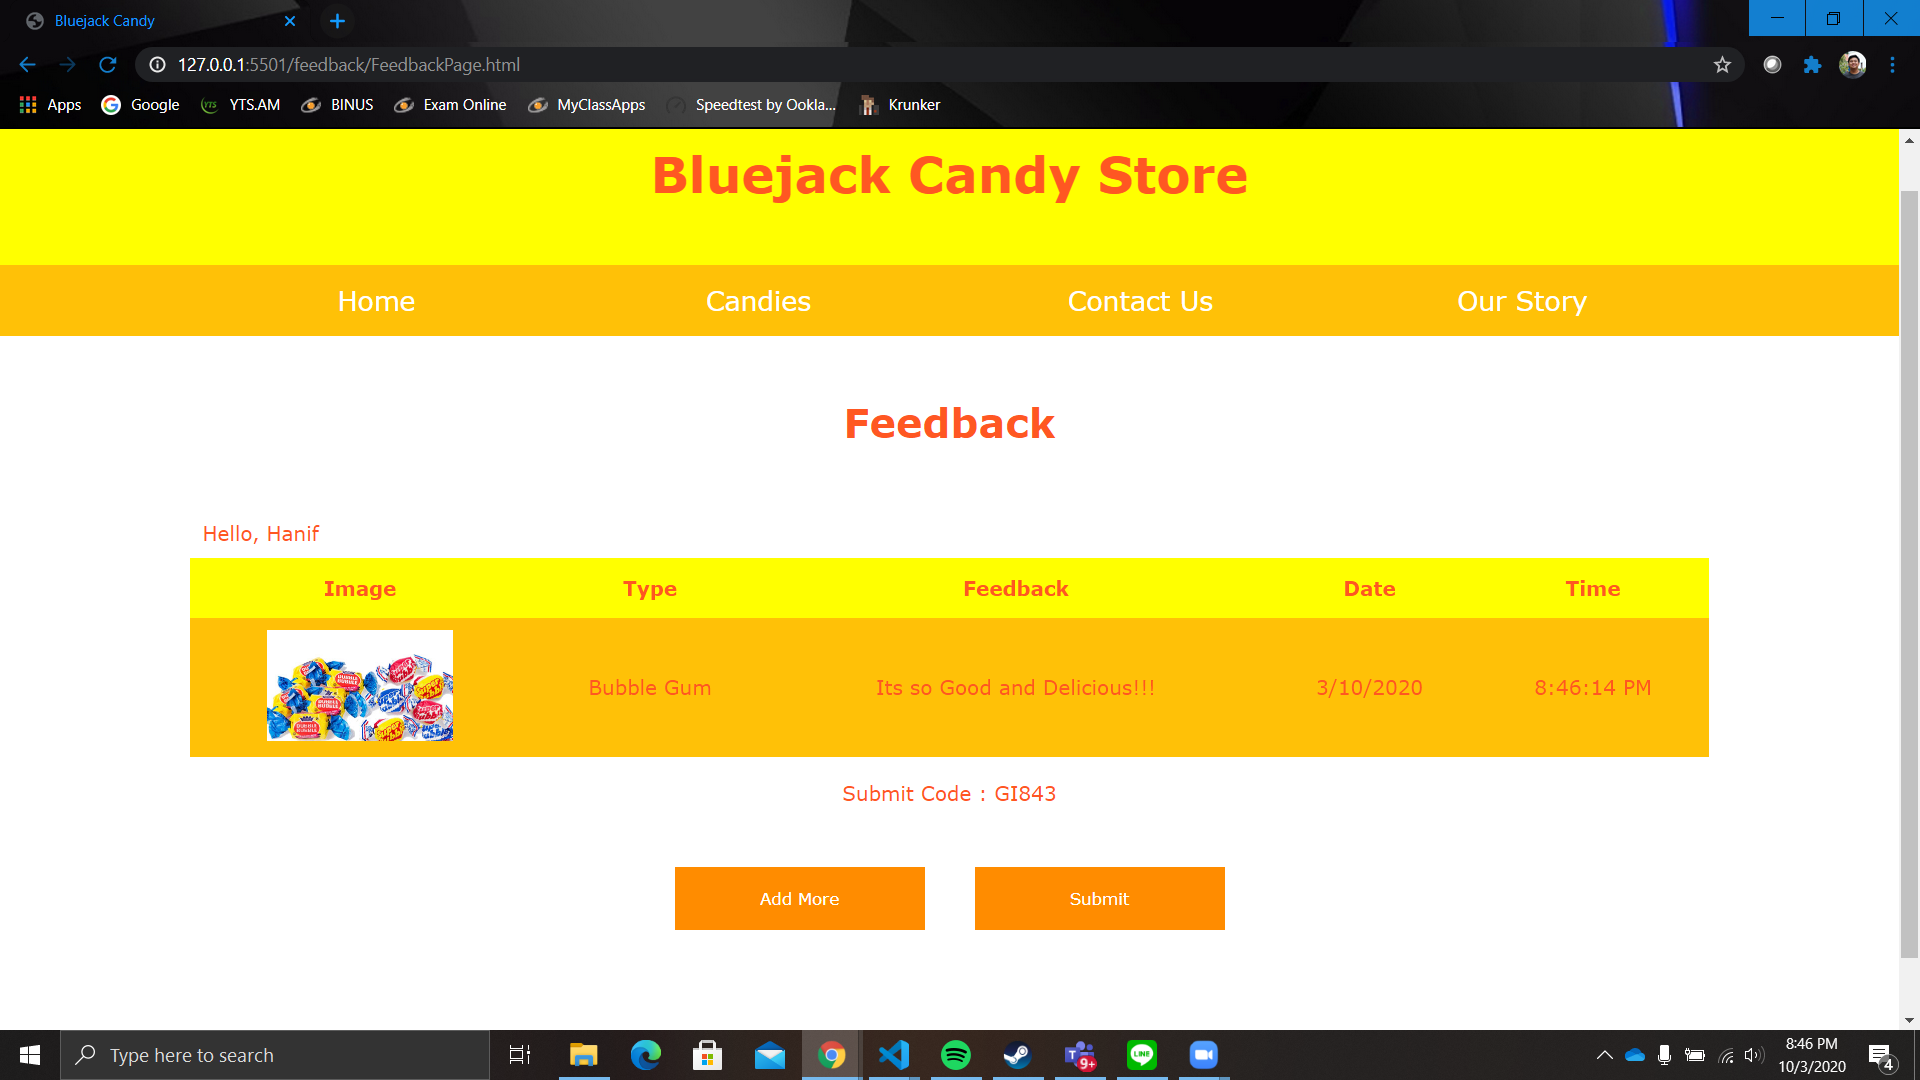 Bluejack Candy
127.0.0.1:5501/feedback/FeedbackPage.html
Apps Google YTS.AM BINUS Exam Online MyClassApps Speedtest by Ookla... Krunker
Bluejack Candy Store
Home Candies Contact Us Our Story
Feedback
Hello, Hanif
Image Type Feedback Date Time
Bubble Gum Its so Good and Delicious!!! 3/10/2020 8:46:14 PM
Submit Code : GI843
Add More Submit
Type here to search
9+
LINE
8:46 PM
10/3/2020
4